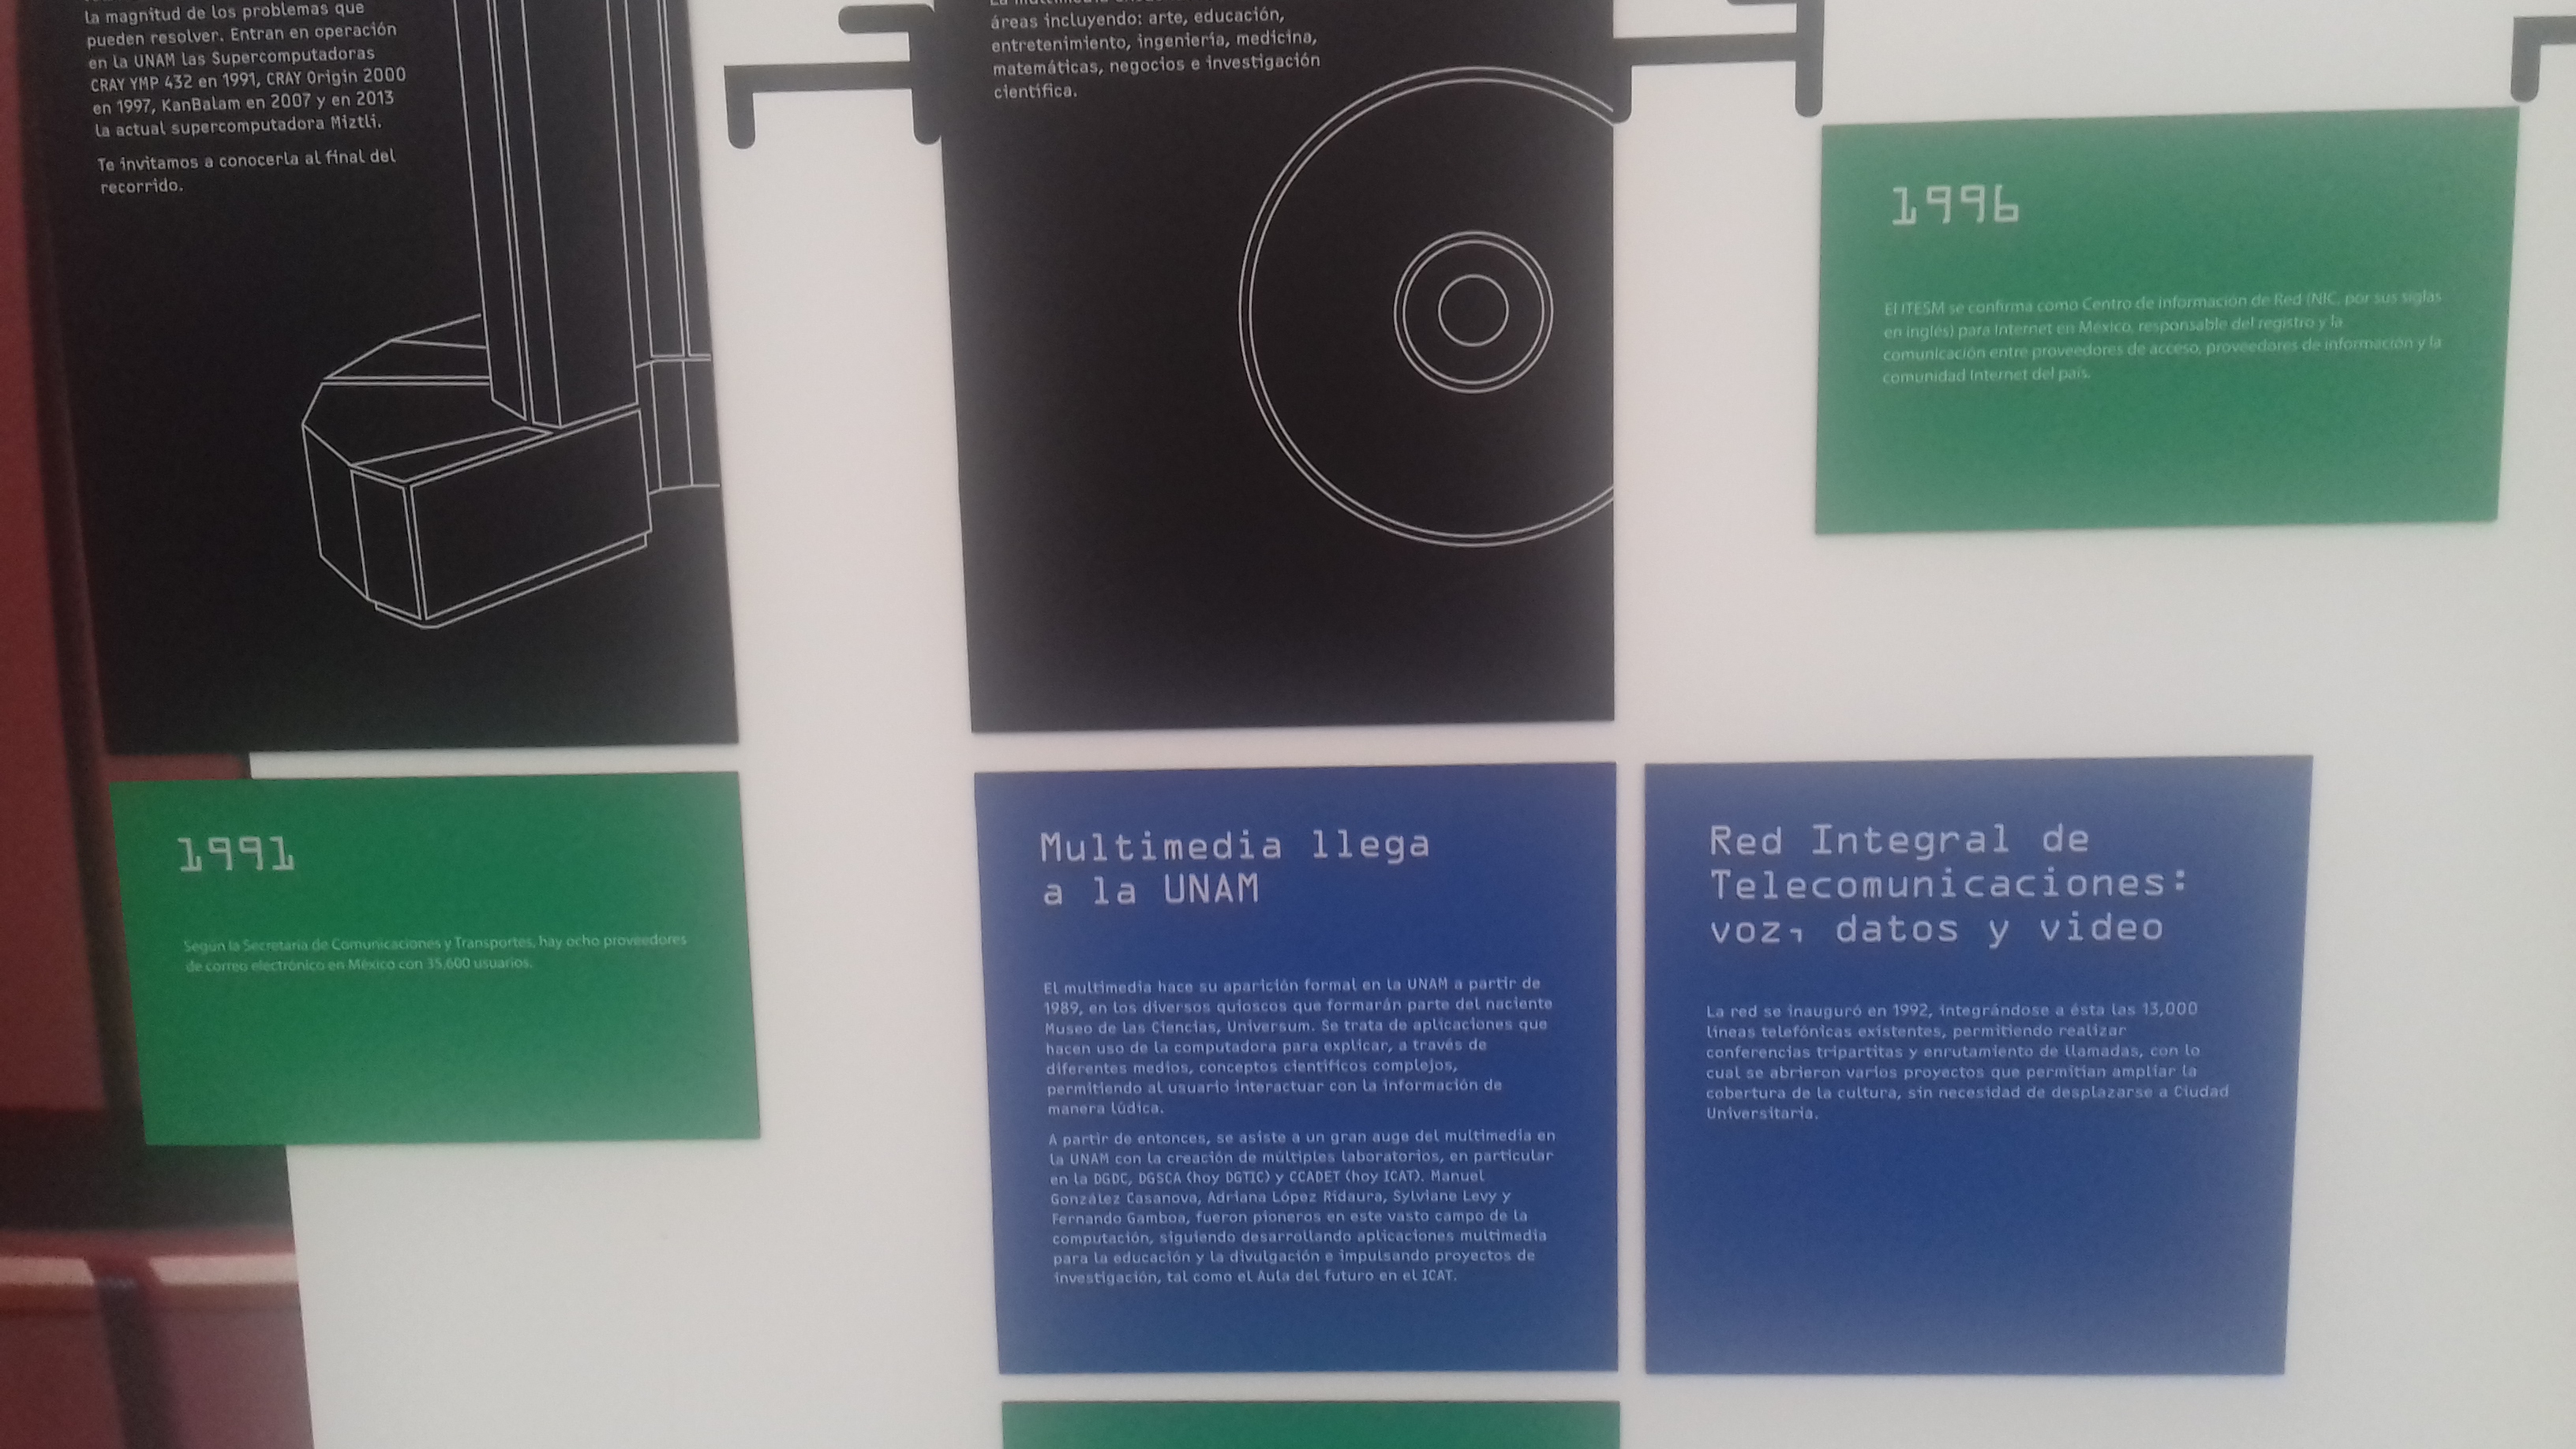 la magnitud de los problemas que
pueden resolver. Entran en operación
en la UNAM las Supercomputadoras
CRAY YMP 432 en 1991, CRAY Origin 2000
en 1997, KanBalam en 2007 y en 2013
la actual supercomputadora Miztli.
Te invitamos a conocerla al final del
recorrido.
áreas incluyendo: arte, educación,
entretenimiento, ingeniería, medicina,
matemáticas, negocios e investigación
científica.
1996
El ITESM se confirma como Centro de Información de Red (NIC, por sus siglas
en inglés) para Internet en México, responsable del registro y la
comunicación entre proveedores de acceso, proveedores de información y la
comunidad Internet del país.
1991
Según la Secretaría de Comunicaciones y Transportes, hay ocho proveedores
de correo electrónico en México con 35,600 usuarios.
Multimedia llega
a la UNAM
El multimedia hace su aparición formal en la UNAM a partir de
1989, en los diversos quioscos que formarán parte del naciente
Museo de las Ciencias, Universum. Se trata de aplicaciones que
hacen uso de la computadora para explicar, a través de
diferentes medios, conceptos científicos complejos,
permitiendo al usuario interactuar con la información de
manera lúdica.
A partir de entonces, se asiste a un gran auge del multimedia en
la UNAM con la creación de múltiples laboratorios, en particular
en la DGDC, DGSCA (hoy DGTIC) y CCADET (hoy ICAT). Manuel
González Casanova, Adriana López Ridaura, Sylviane Levy y
Fernando Gamboa, fueron pioneros en este vasto campo de la
computación, siguiendo desarrollando aplicaciones multimedia
para la educación y la divulgación e impulsando proyectos de
investigación, tal como el Aula del futuro en el ICAT.
Red Integral de
Telecomunicaciones:
voz, datos y video
La red se inauguró en 1992, integrándose a ésta las 13,000
líneas telefónicas existentes, permitiendo realizar
conferencias tripartitas y enrutamiento de llamadas, con lo
cual se abrieron varios proyectos que permitían ampliar la
cobertura de la cultura, sin necesidad de desplazarse a Ciudad
Universitaria.